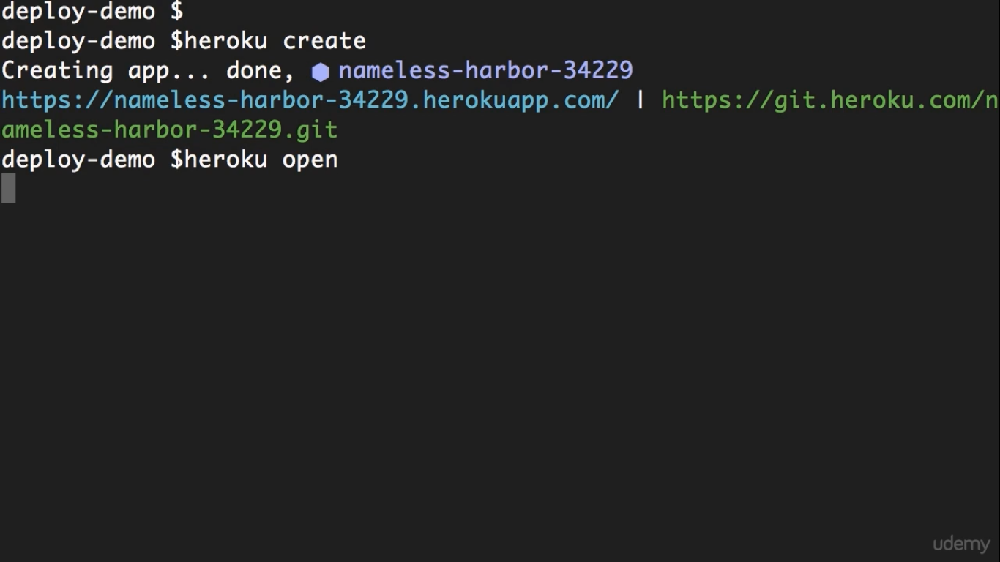 deploy-demo $
deploy-demo $heroku create
Creating app... done, ⬢ nameless-harbor-34229
https://nameless-harbor-34229.herokuapp.com/ | https://git.heroku.com/n
ameless-harbor-34229.git
deploy-demo $heroku open
udemy